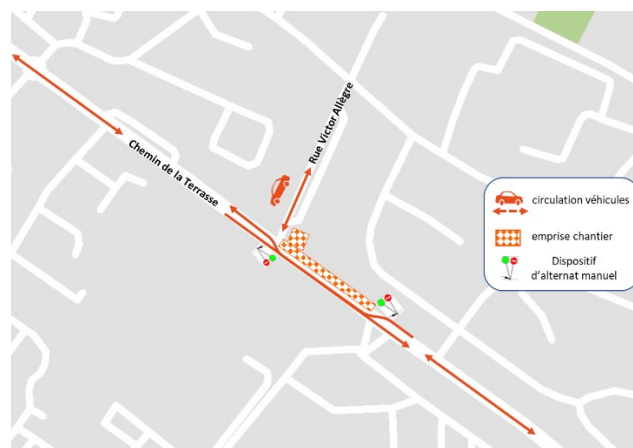 Rue Victor Allègre
Chemin de la Terrasse
circulation véhicules
emprise chantier
Dispositif
d'alternat manuel